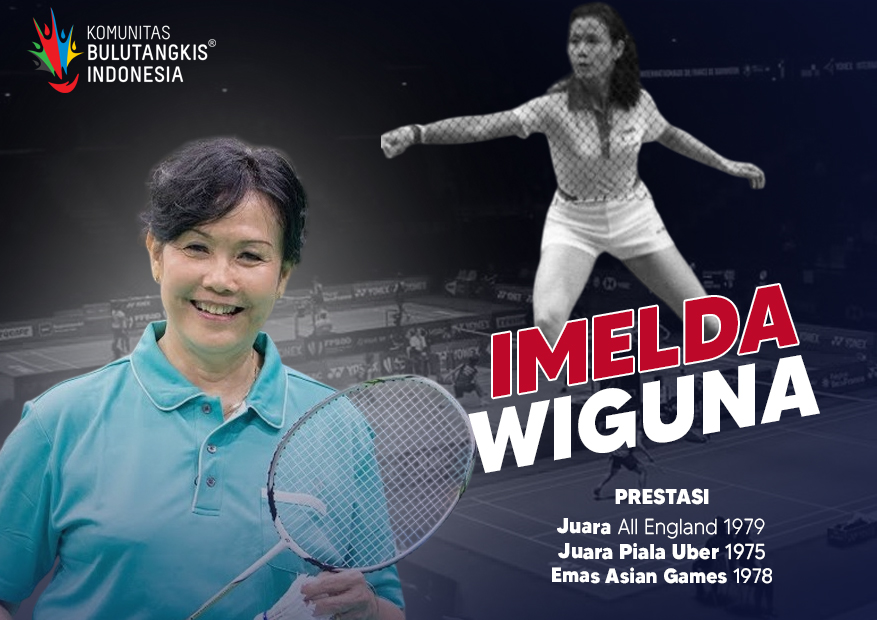 KOMUNITAS
BULUTANGKIS®
INDONESIA
IMELDA
WIGUNA
PRESTASI
Juara All England 1979
Juara Piala Uber 1975
Emas Asian Games 1978